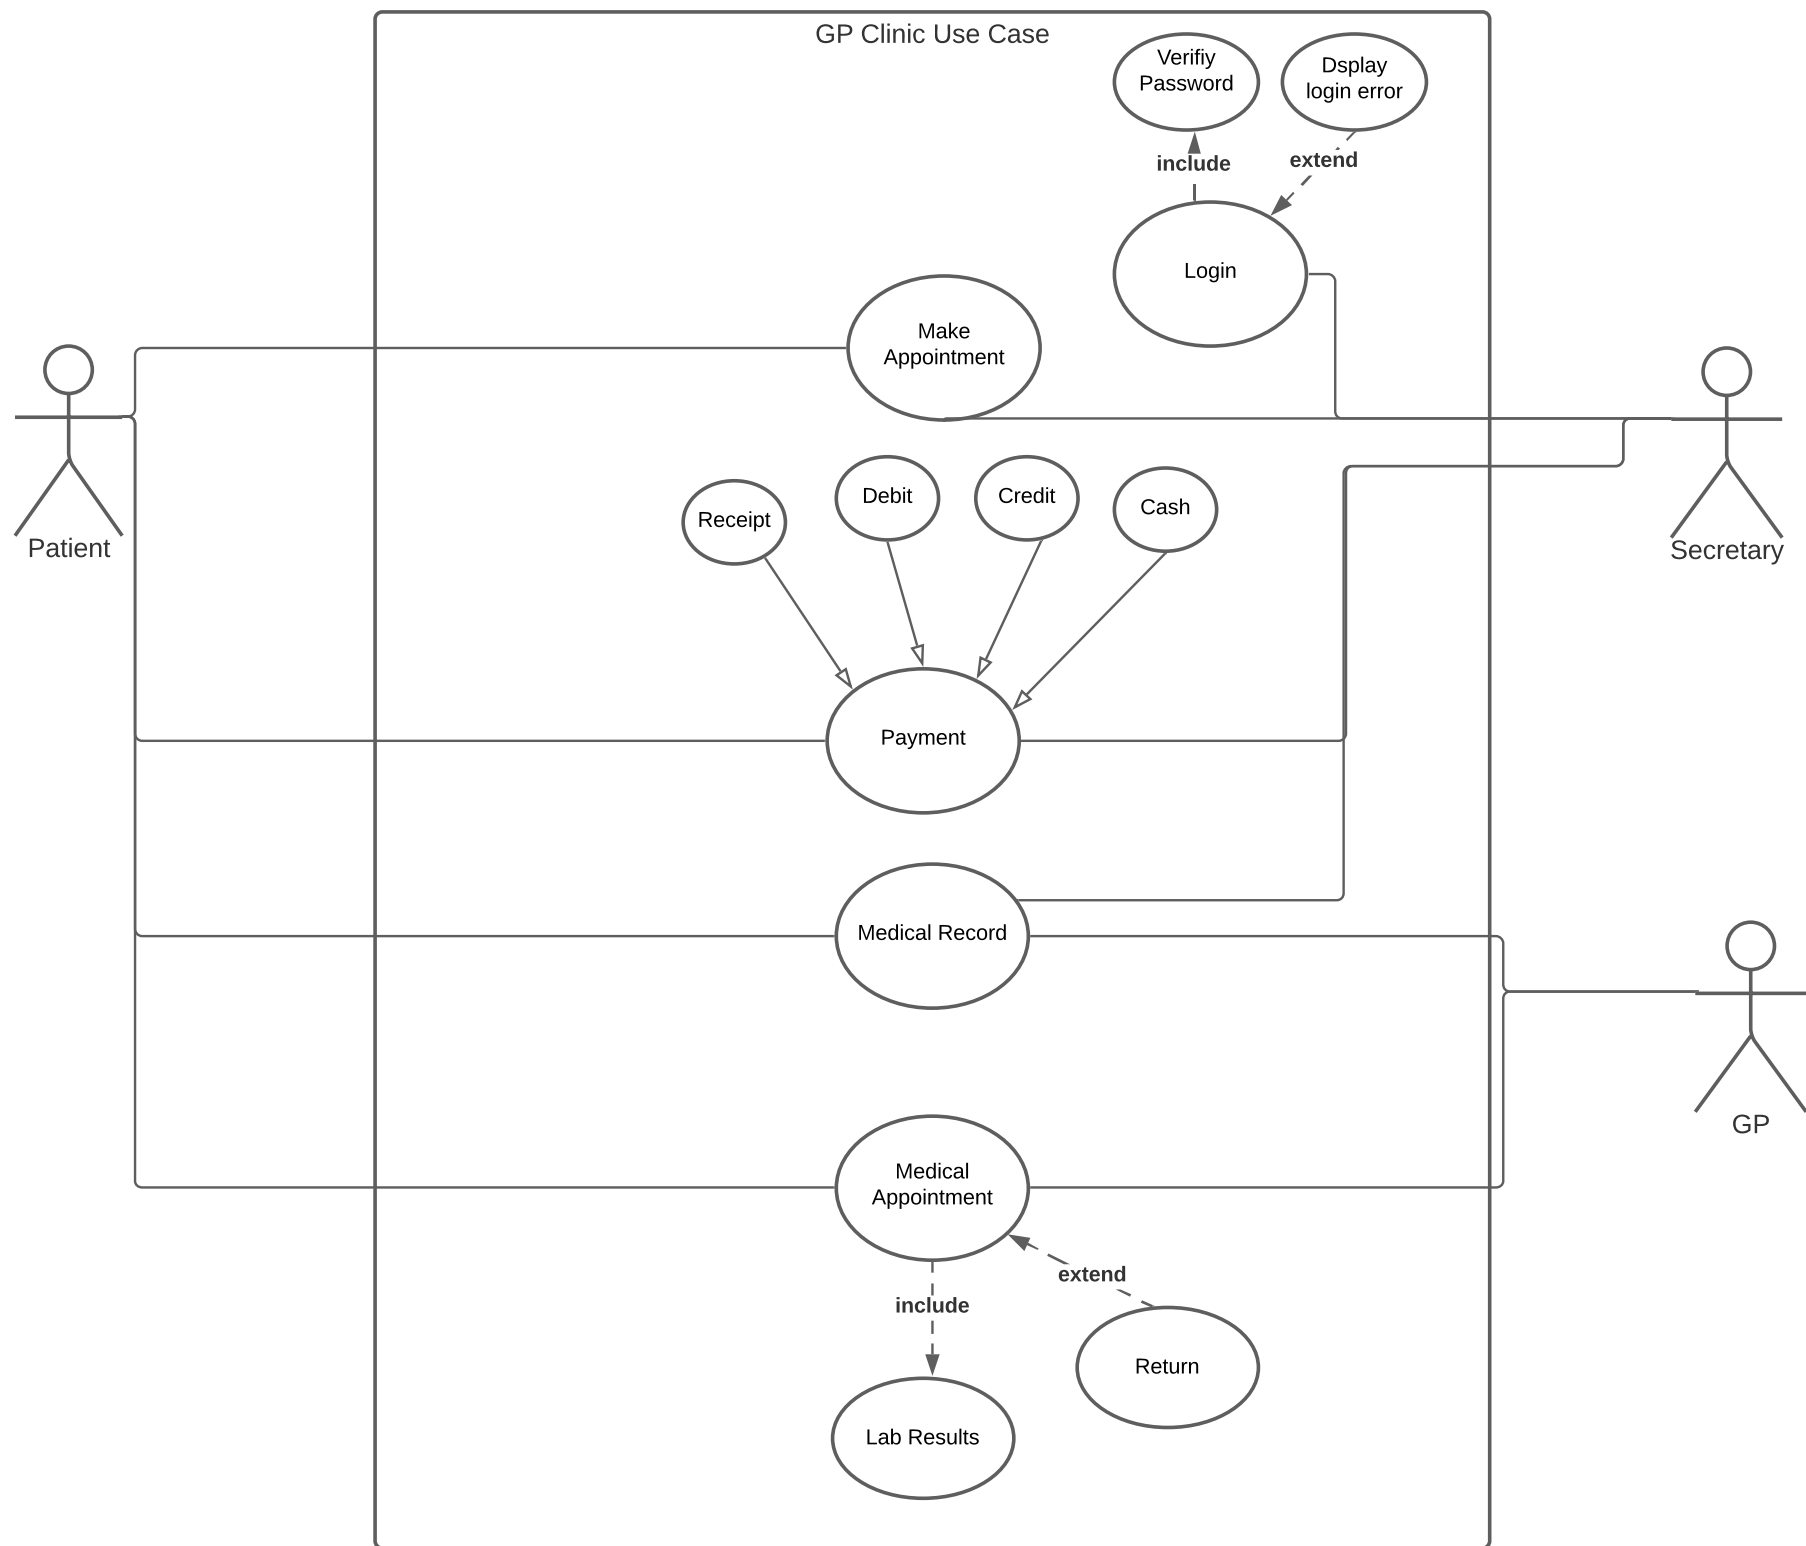 GP Clinic Use Case
Verifiy
Password
Dsplay
login error
include
extend
Login
Make
Appointment
Patient
Secretary
Receipt
Debit
Credit
Cash
Payment
Medical Record
GP
Medical
Appointment
extend
include
Return
Lab Results